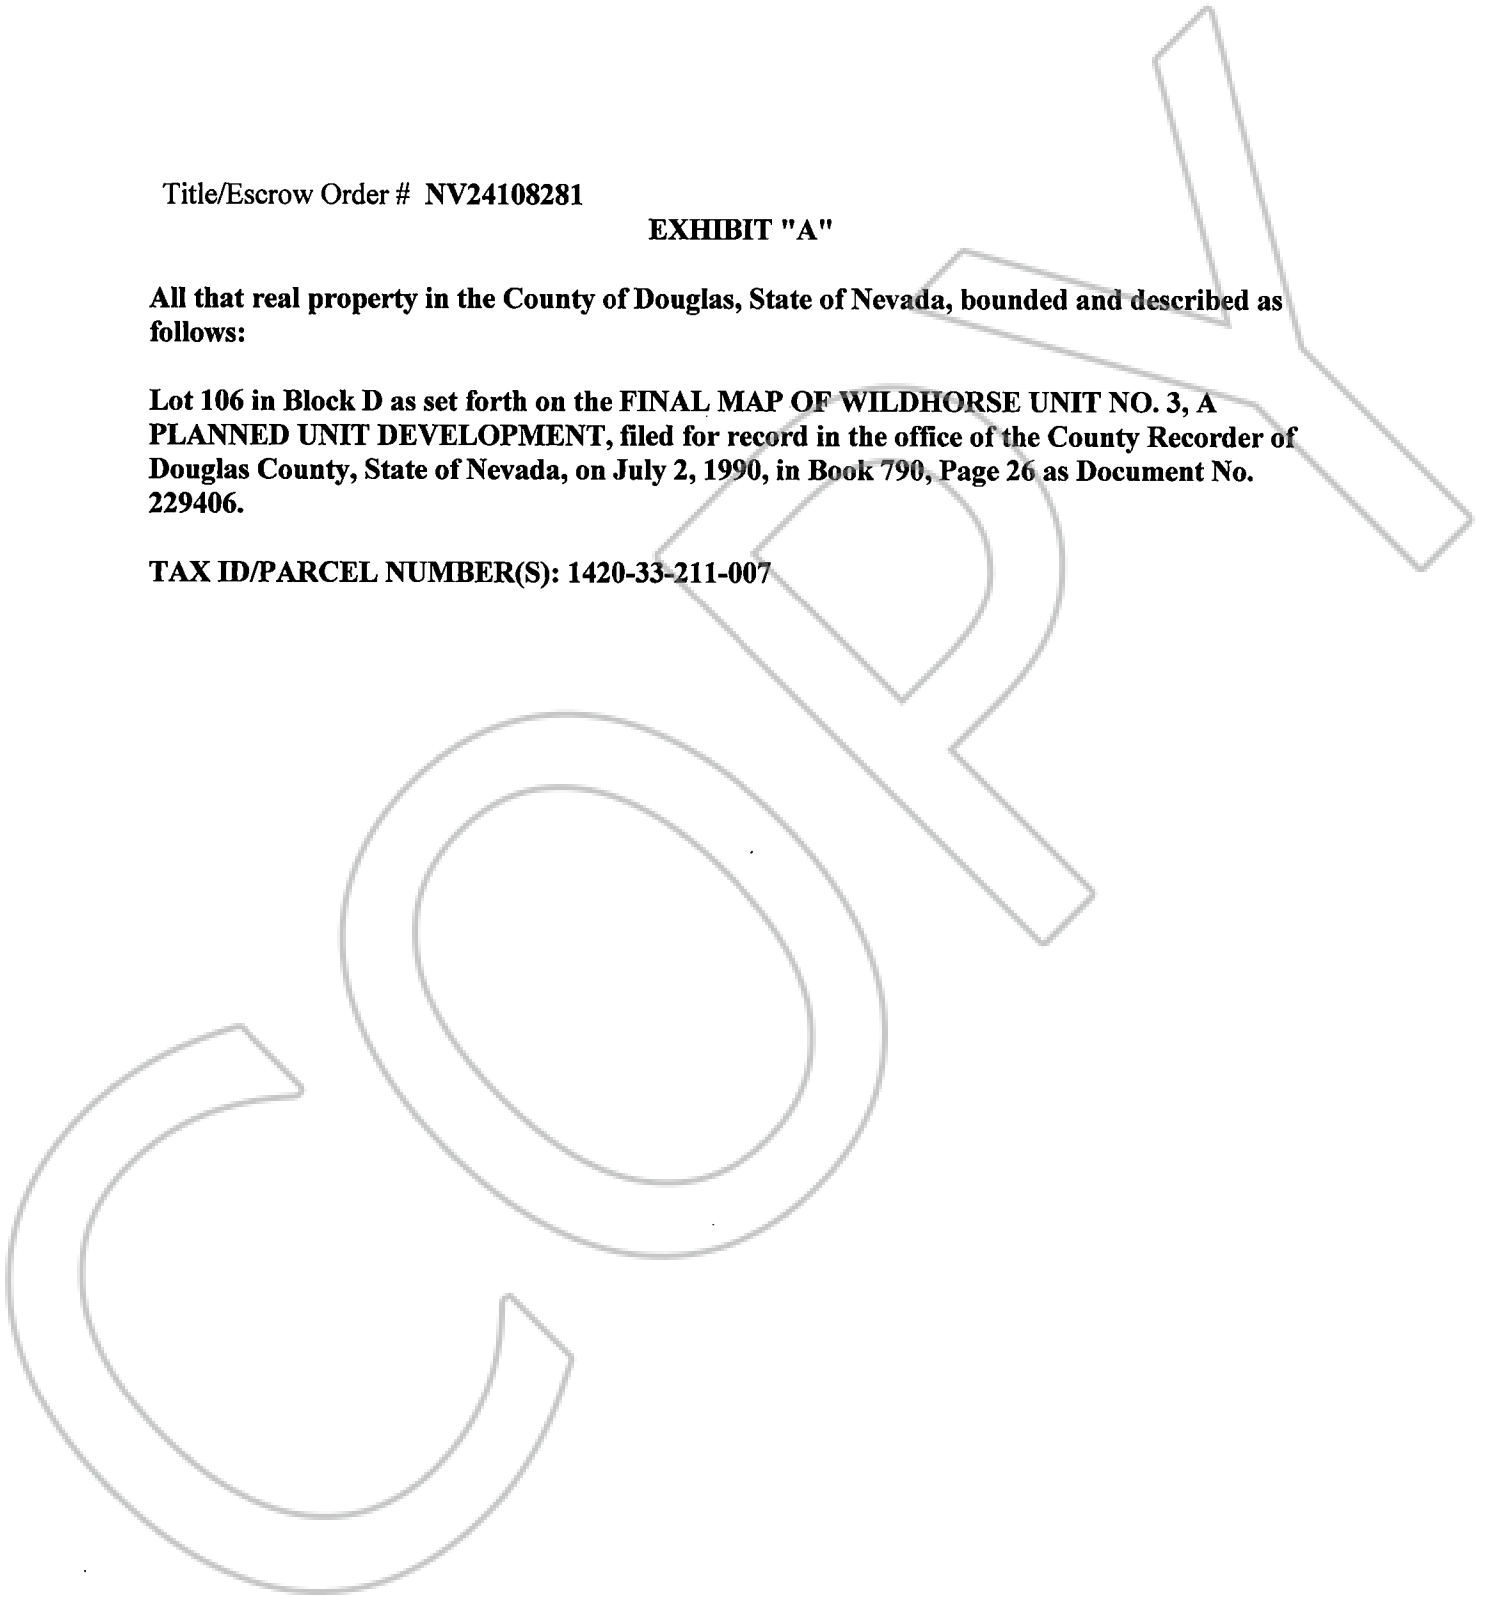 Title/Escrow Order # NV24108281
EXHIBIT "A"
All that real property in the County of Douglas, State of Nevada, bounded and described as
follows:
Lot 106 in Block D as set forth on the FINAL MAP OF WILDHORSE UNIT NO. 3, A
PLANNED UNIT DEVELOPMENT, filed for record in the office of the County Recorder of
Douglas County, State of Nevada, on July 2, 1990, in Book 790, Page 26 as Document No.
229406.
TAX ID/PARCEL NUMBER(S): 1420-33-211-007
COPY